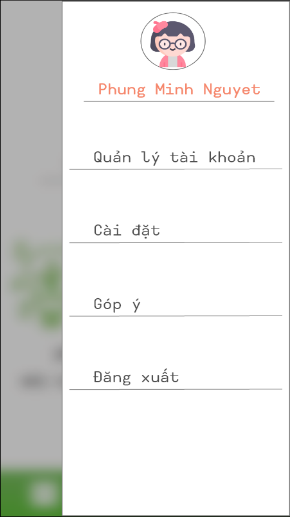 Phung Minh Nguyet
Quản lý tài khoản
Cài đặt
Góp ý
Đăng xuất